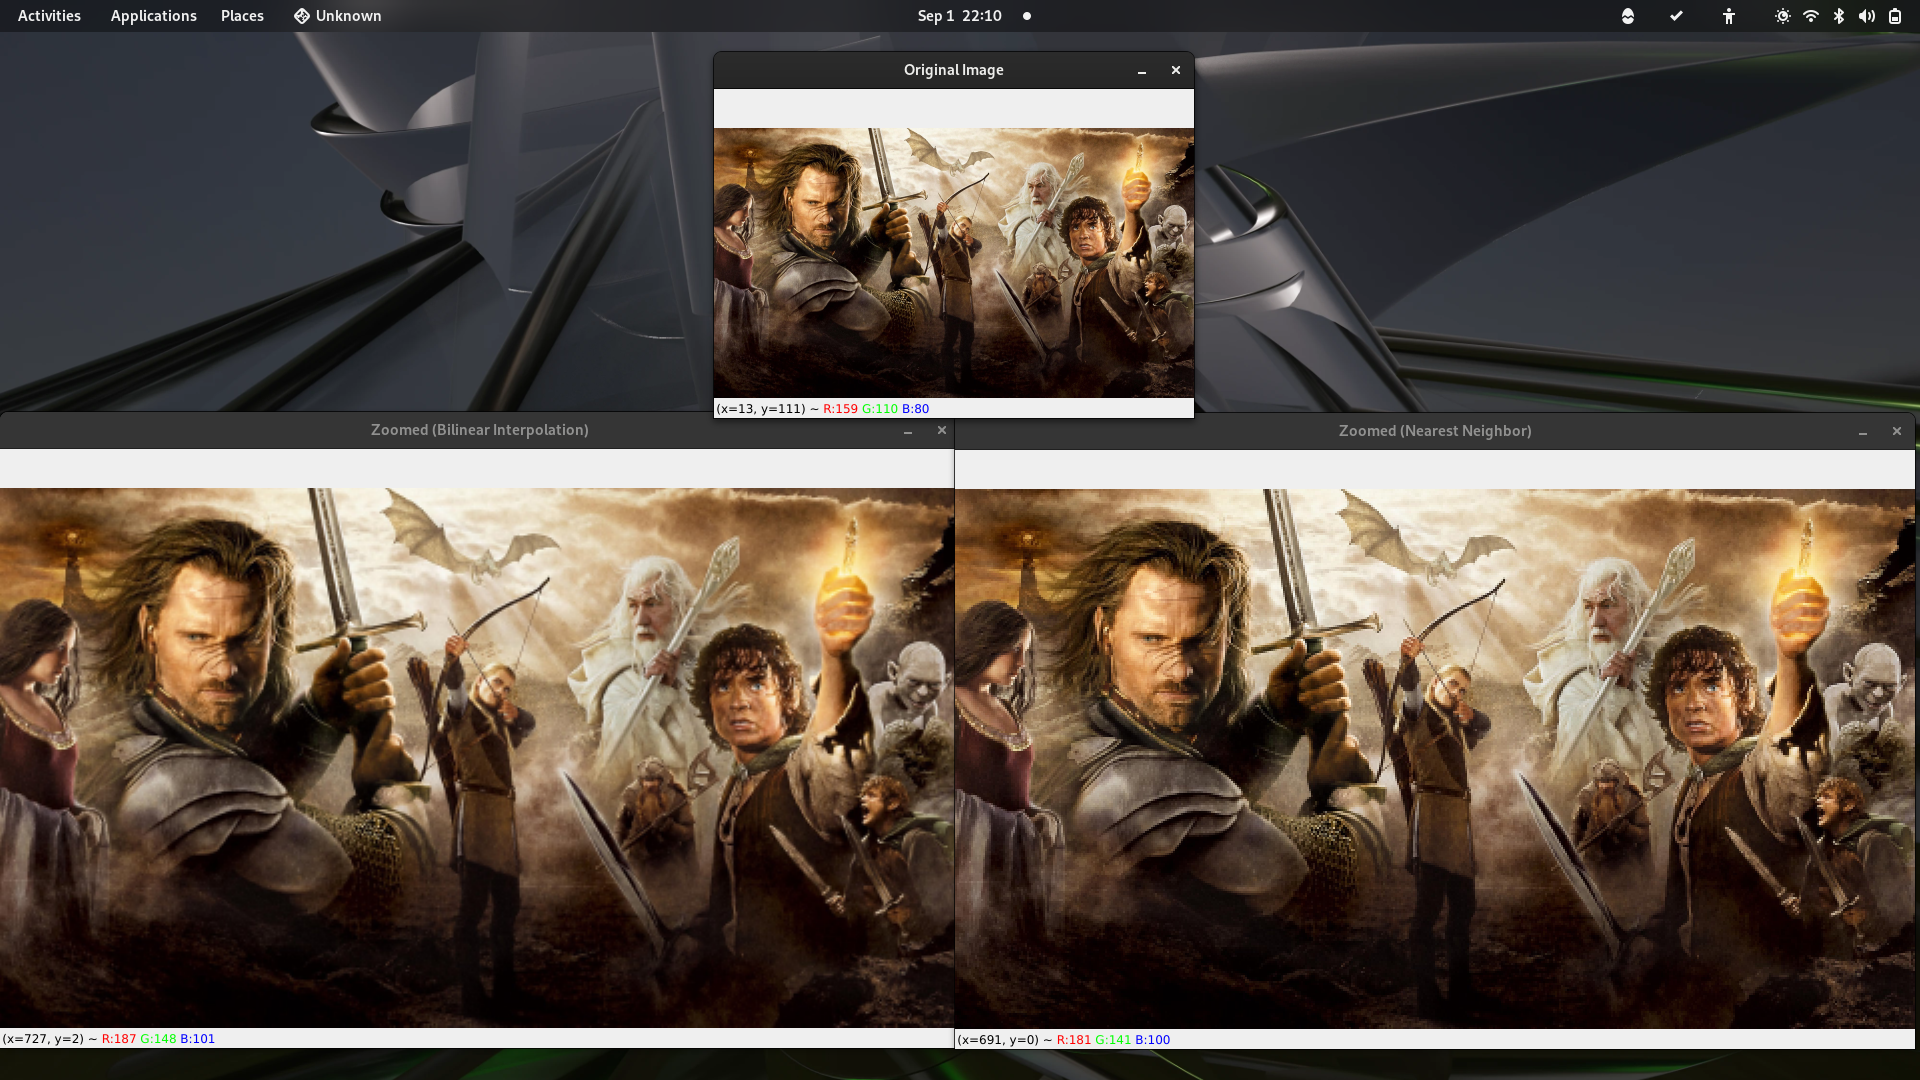 Activities Applications Places Unknown Sep 1 22:10
Original Image
(x=13, y=111) ~ R:159 G:110 B:80
Zoomed (Bilinear Interpolation)
(x=727, y=2) ~ R:187 G:148 B:101
Zoomed (Nearest Neighbor)
(x=691, y=0) ~ R:181 G:141 B:100